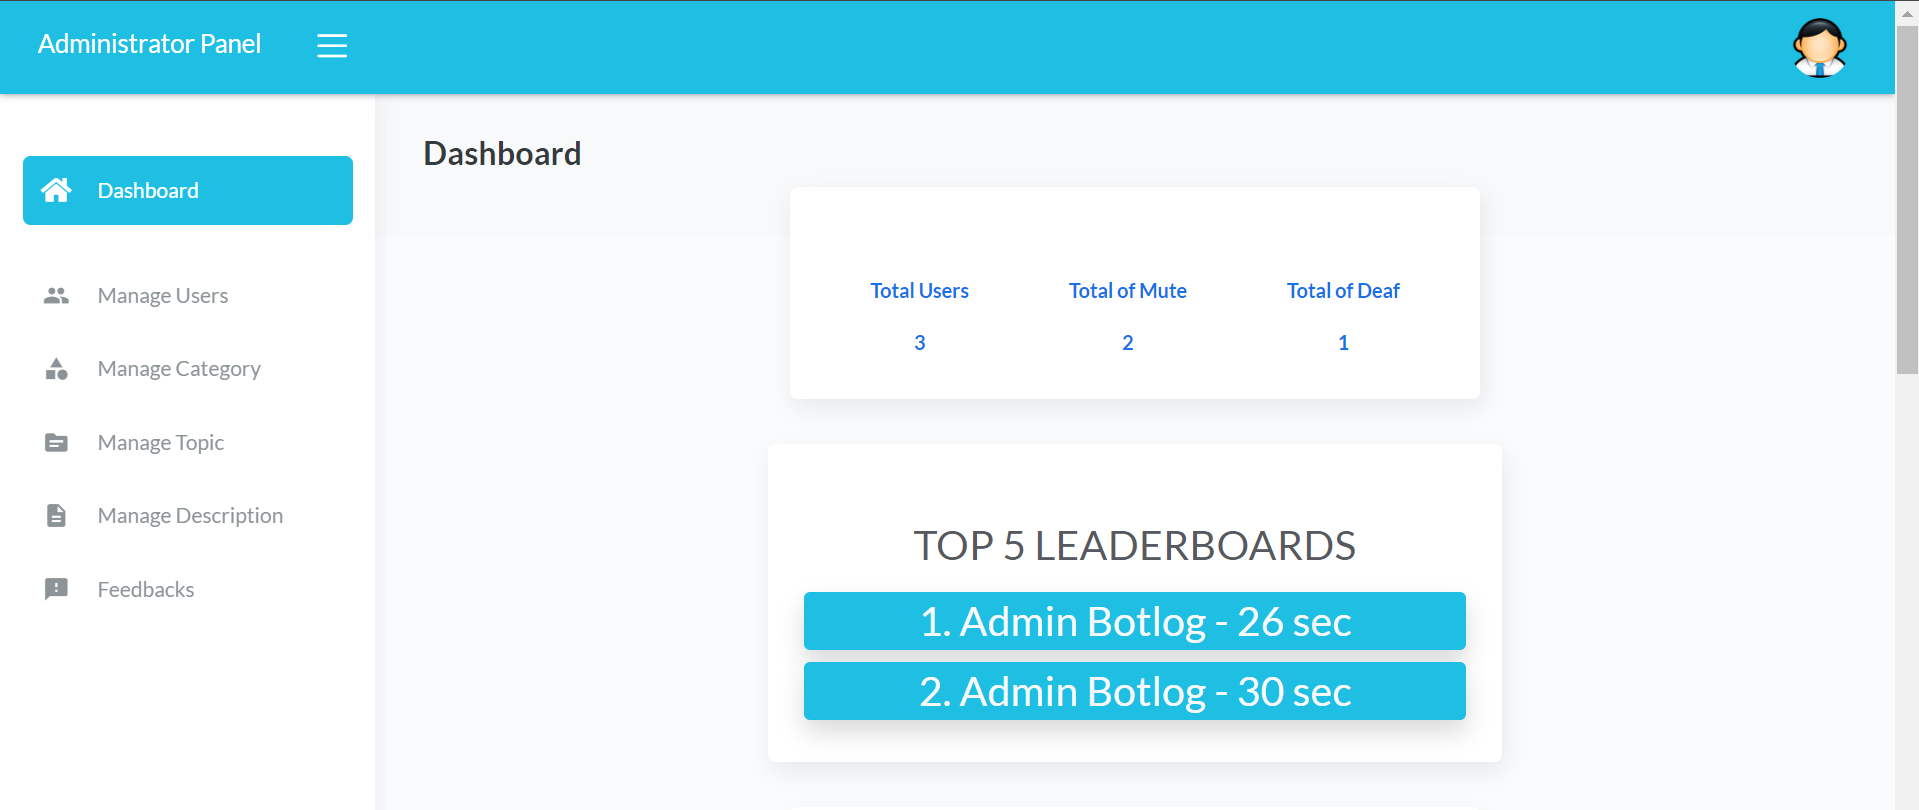 Administrator Panel
Dashboard
Manage Users
Manage Category
Manage Topic
Manage Description
Feedbacks
Dashboard
Total Users Total of Mute Total of Deaf
3 2 1
TOP 5 LEADERBOARDS
1. Admin Botlog - 26 sec
2. Admin Botlog - 30 sec